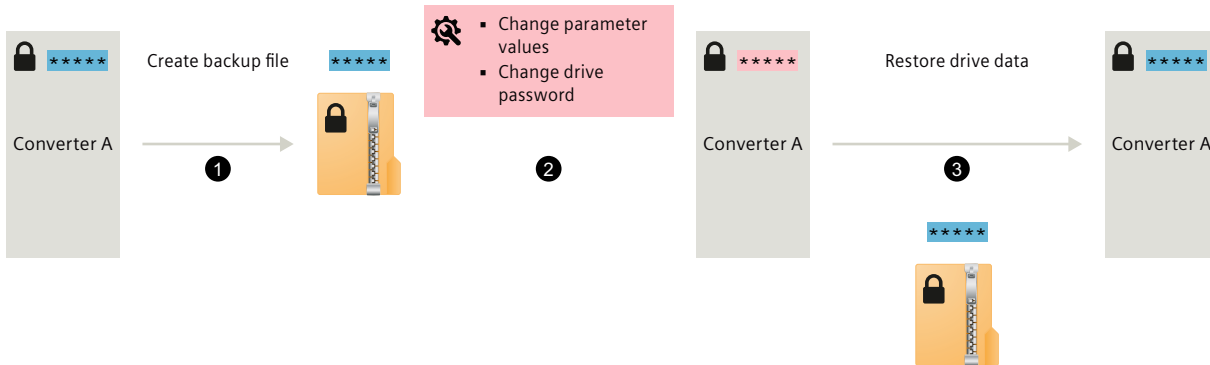 *****
Converter A
Create backup file
1
*****
▪ Change parameter
values
▪ Change drive
password
2
*****
Converter A
Restore drive data
3
*****
*****
Converter A